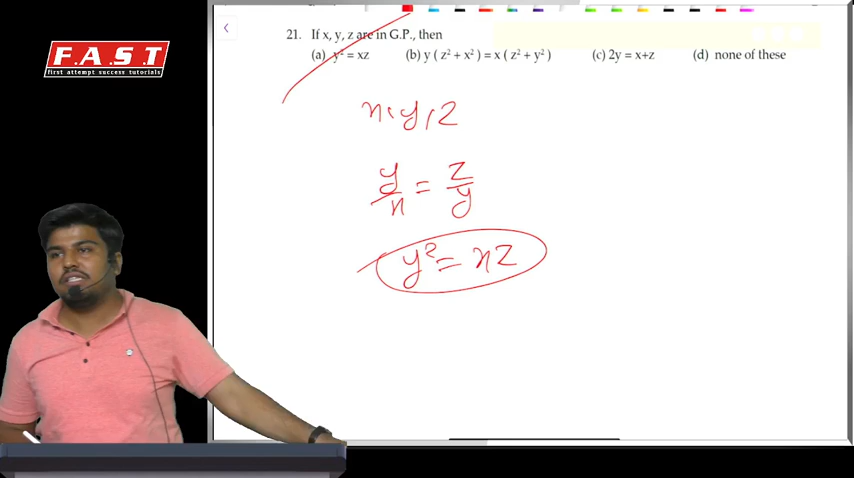 F.A.S.T
first attempt success tutorials
21. If x, y, z are in G.P., then
(a) y² = xz (b) y ( z² + x² ) = x ( z² + y² ) (c) 2y = x+z (d) none of these
x, y, z
y/x = z/y
y² = xz